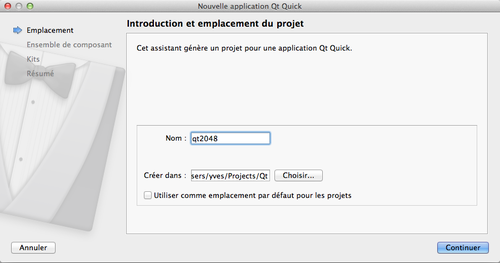 Nouvelle application Qt Quick
Emplacement
Ensemble de composant
Kits
Résumé
Introduction et emplacement du projet
Cet assistant génère un projet pour une application Qt Quick.
Nom : qt2048
Créer dans : sers/yves/Projects/Qt Choisir...
Utiliser comme emplacement par défaut pour les projets
Annuler Continuer